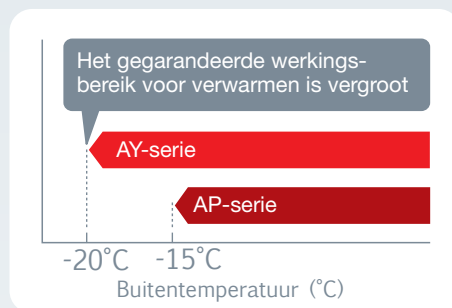 Het gegarandeerde werkings-
bereik voor verwarmen is vergroot
AY-serie
AP-serie
-20°C -15°C
Buitentemperatuur (°C)